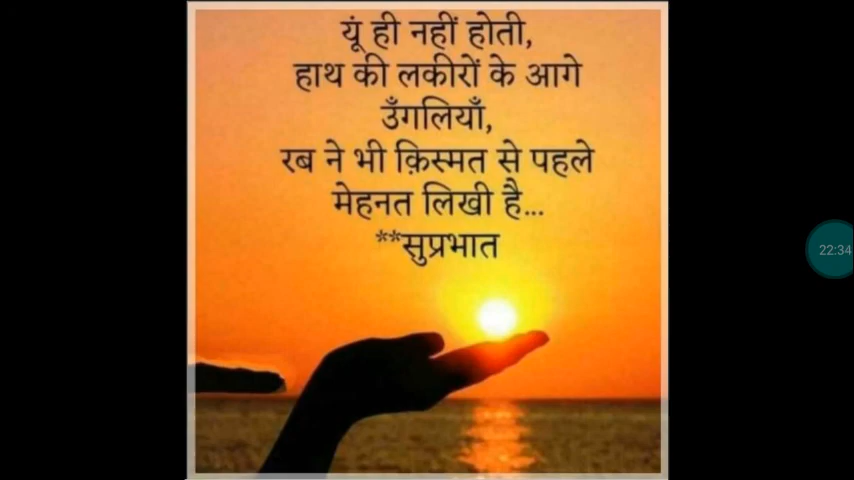 यूं ही नहीं होती,
हाथ की लकीरों के आगे
उँगलियाँ,
रब ने भी क़िस्मत से पहले
मेहनत लिखी है...
**सुप्रभात
22:34